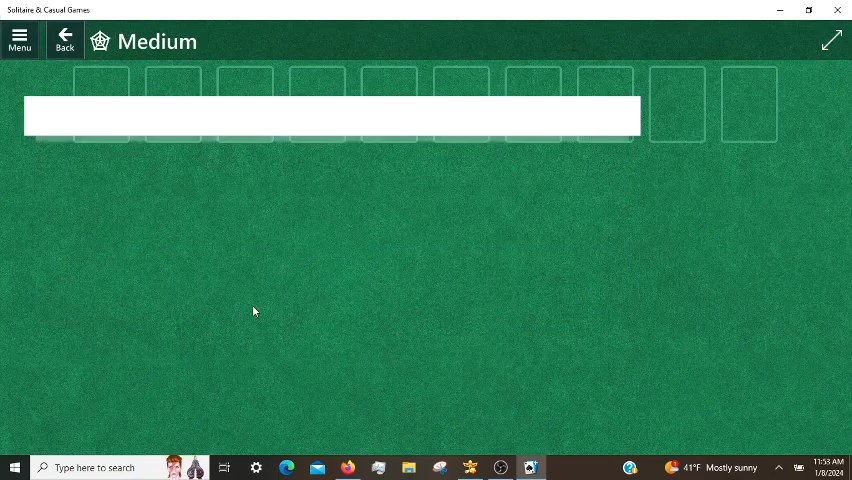 Solitaire & Casual Games
Menu
Back
Medium
Type here to search
41°F Mostly sunny
11:53 AM
1/8/2024